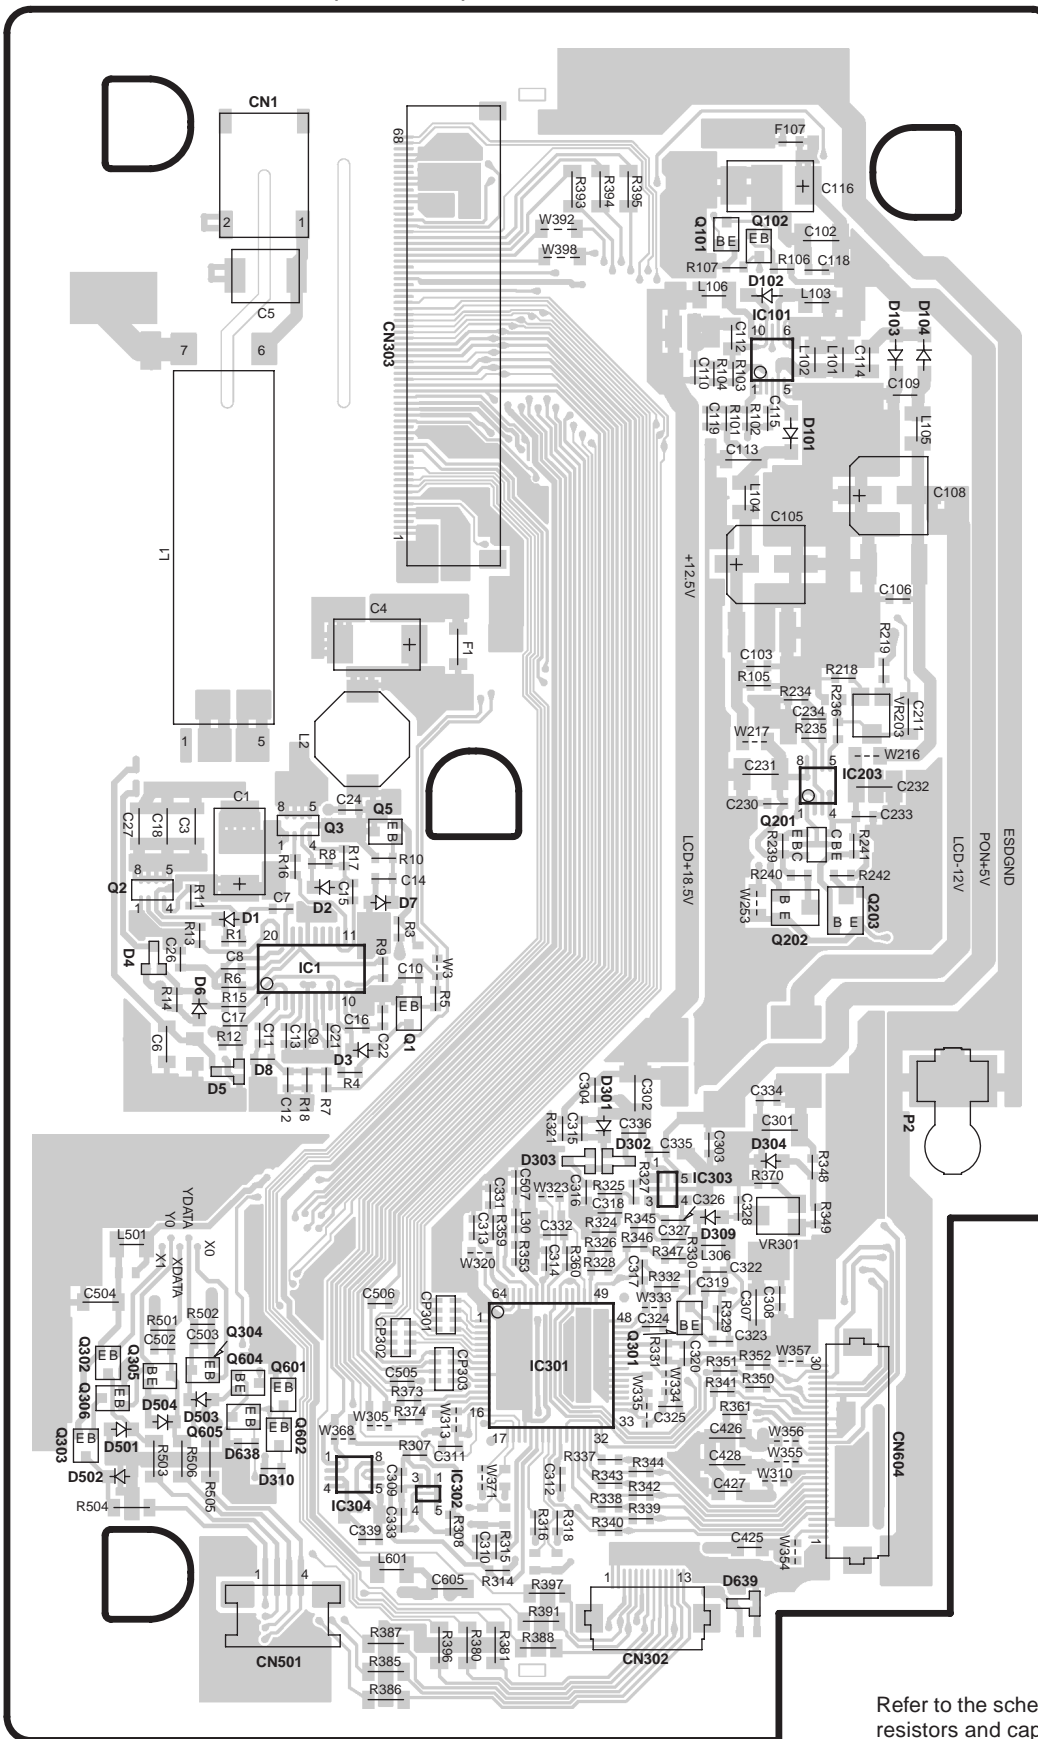 CN1
2
1
C5
7
6
L1
1
5
68
CN303
1
W392
W398
R393
R394
R395
F107
C116
Q101
BE
Q102
EB
C102
R107
R106
C118
D102
L106
L103
IC101
10
6
1
5
C112
R103
R104
C110
L102
L101
C114
D103
D104
C109
L105
C119
R101
R102
C115
D101
C113
L104
C105
C108
+12.5V
C106
R219
C103
R105
R218
R234
R236
C234
R235
VR203
C211
W217
W216
C231
8
5
IC203
C232
C230
1
4
C233
Q201
R239
EBC
CBE
R241
R240
R242
W253
BE
Q202
BE
Q203
LCD+18.5V
LCD-12V
PON+5V
ESDGND
C4
F1
L2
C24
Q5
EB
C1
8
5
Q3
1
4
C27
C18
C3
R16
R8
R17
R10
C14
8
5
Q2
1
4
R11
C7
D2
C15
D7
D1
R13
R1
20
11
R3
D4
C26
C8
IC1
R9
C10
W3
R6
R14
D6
R15
1
10
R5
C17
EB
Q1
C6
R12
C11
C13
C9
C21
C16
C22
D3
D5
D8
R4
C12
R18
R7
P2
C304
D301
C302
C334
C301
R321
C315
C336
D303
D302
C335
C303
D304
R370
R348
C331
C507
W323
C316
R325
R327
1
5
IC303
3
4
C326
C318
C328
R349
VR301
C313
R359
L30
R353
C332
R324
R345
C327
D309
R326
R346
W320
C314
R360
R328
R347
R330
L306
C317
R332
C319
C322
C307
C308
YDATA
Y0
X0
XDATA
X1
L501
C504
C506
CP301
CP302
CP303
64
49
1
48
IC301
16
33
17
32
W333
C324
Q301
BE
R329
C323
R331
C320
R351
R352
W357
30
R341
R350
W335
W334
C325
R361
C426
W356
C428
W355
W310
C427
CN604
C425
W354
1
R501
R502
C502
C503
Q304
Q302
EB
Q305
BE
EB
Q604
BE
Q601
EB
Q306
EB
D504
D503
EB
Q605
EB
Q602
Q303
EB
D501
D638
D502
R503
R506
R505
D310
R504
C505
R373
R374
W305
W313
W368
R307
C311
1
8
4
5
IC304
C309
C333
3
1
4
5
IC302
W371
R308
C310
R315
R314
C339
L601
C605
C312
R316
R318
R337
R344
R343
R342
R338
R339
R340
1
4
CN501
R397
R391
R388
R387
R385
R386
R396
R380
R381
1
13
CN302
D639
Refer to the sche
resistors and cap